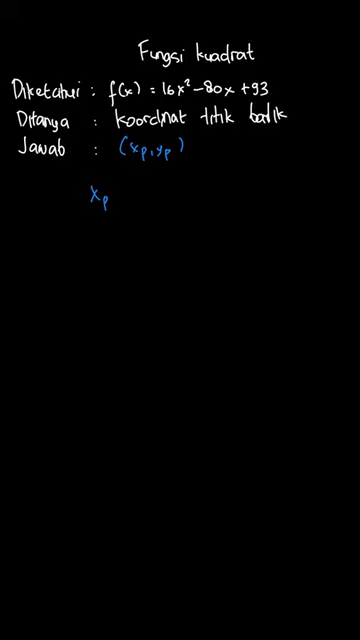 Fungsi kuadrat
Diketahui : f(x) = 16x² - 80x + 93
Ditanya : koordinat titik balik
Jawab : (xₚ, yₚ)
xₚ